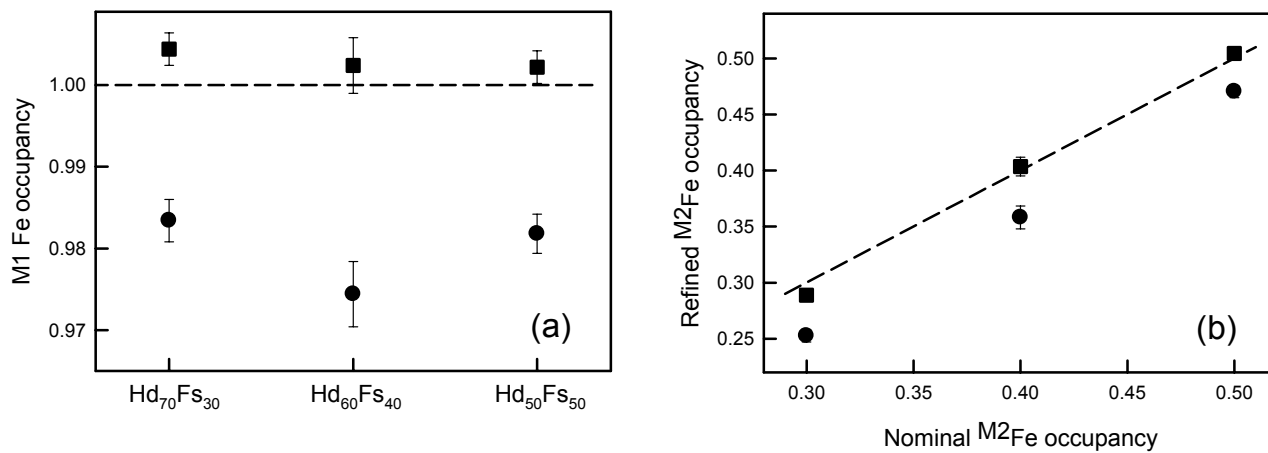 M1 Fe occupancy
1.00
0.99
0.98
0.97
(a)
Hd₇₀Fs₃₀
Hd₆₀Fs₄₀
Hd₅₀Fs₅₀
Refined ᴹ²Fe occupancy
0.50
0.45
0.40
0.35
0.30
0.25
(b)
0.30 0.35 0.40 0.45 0.50
Nominal ᴹ²Fe occupancy